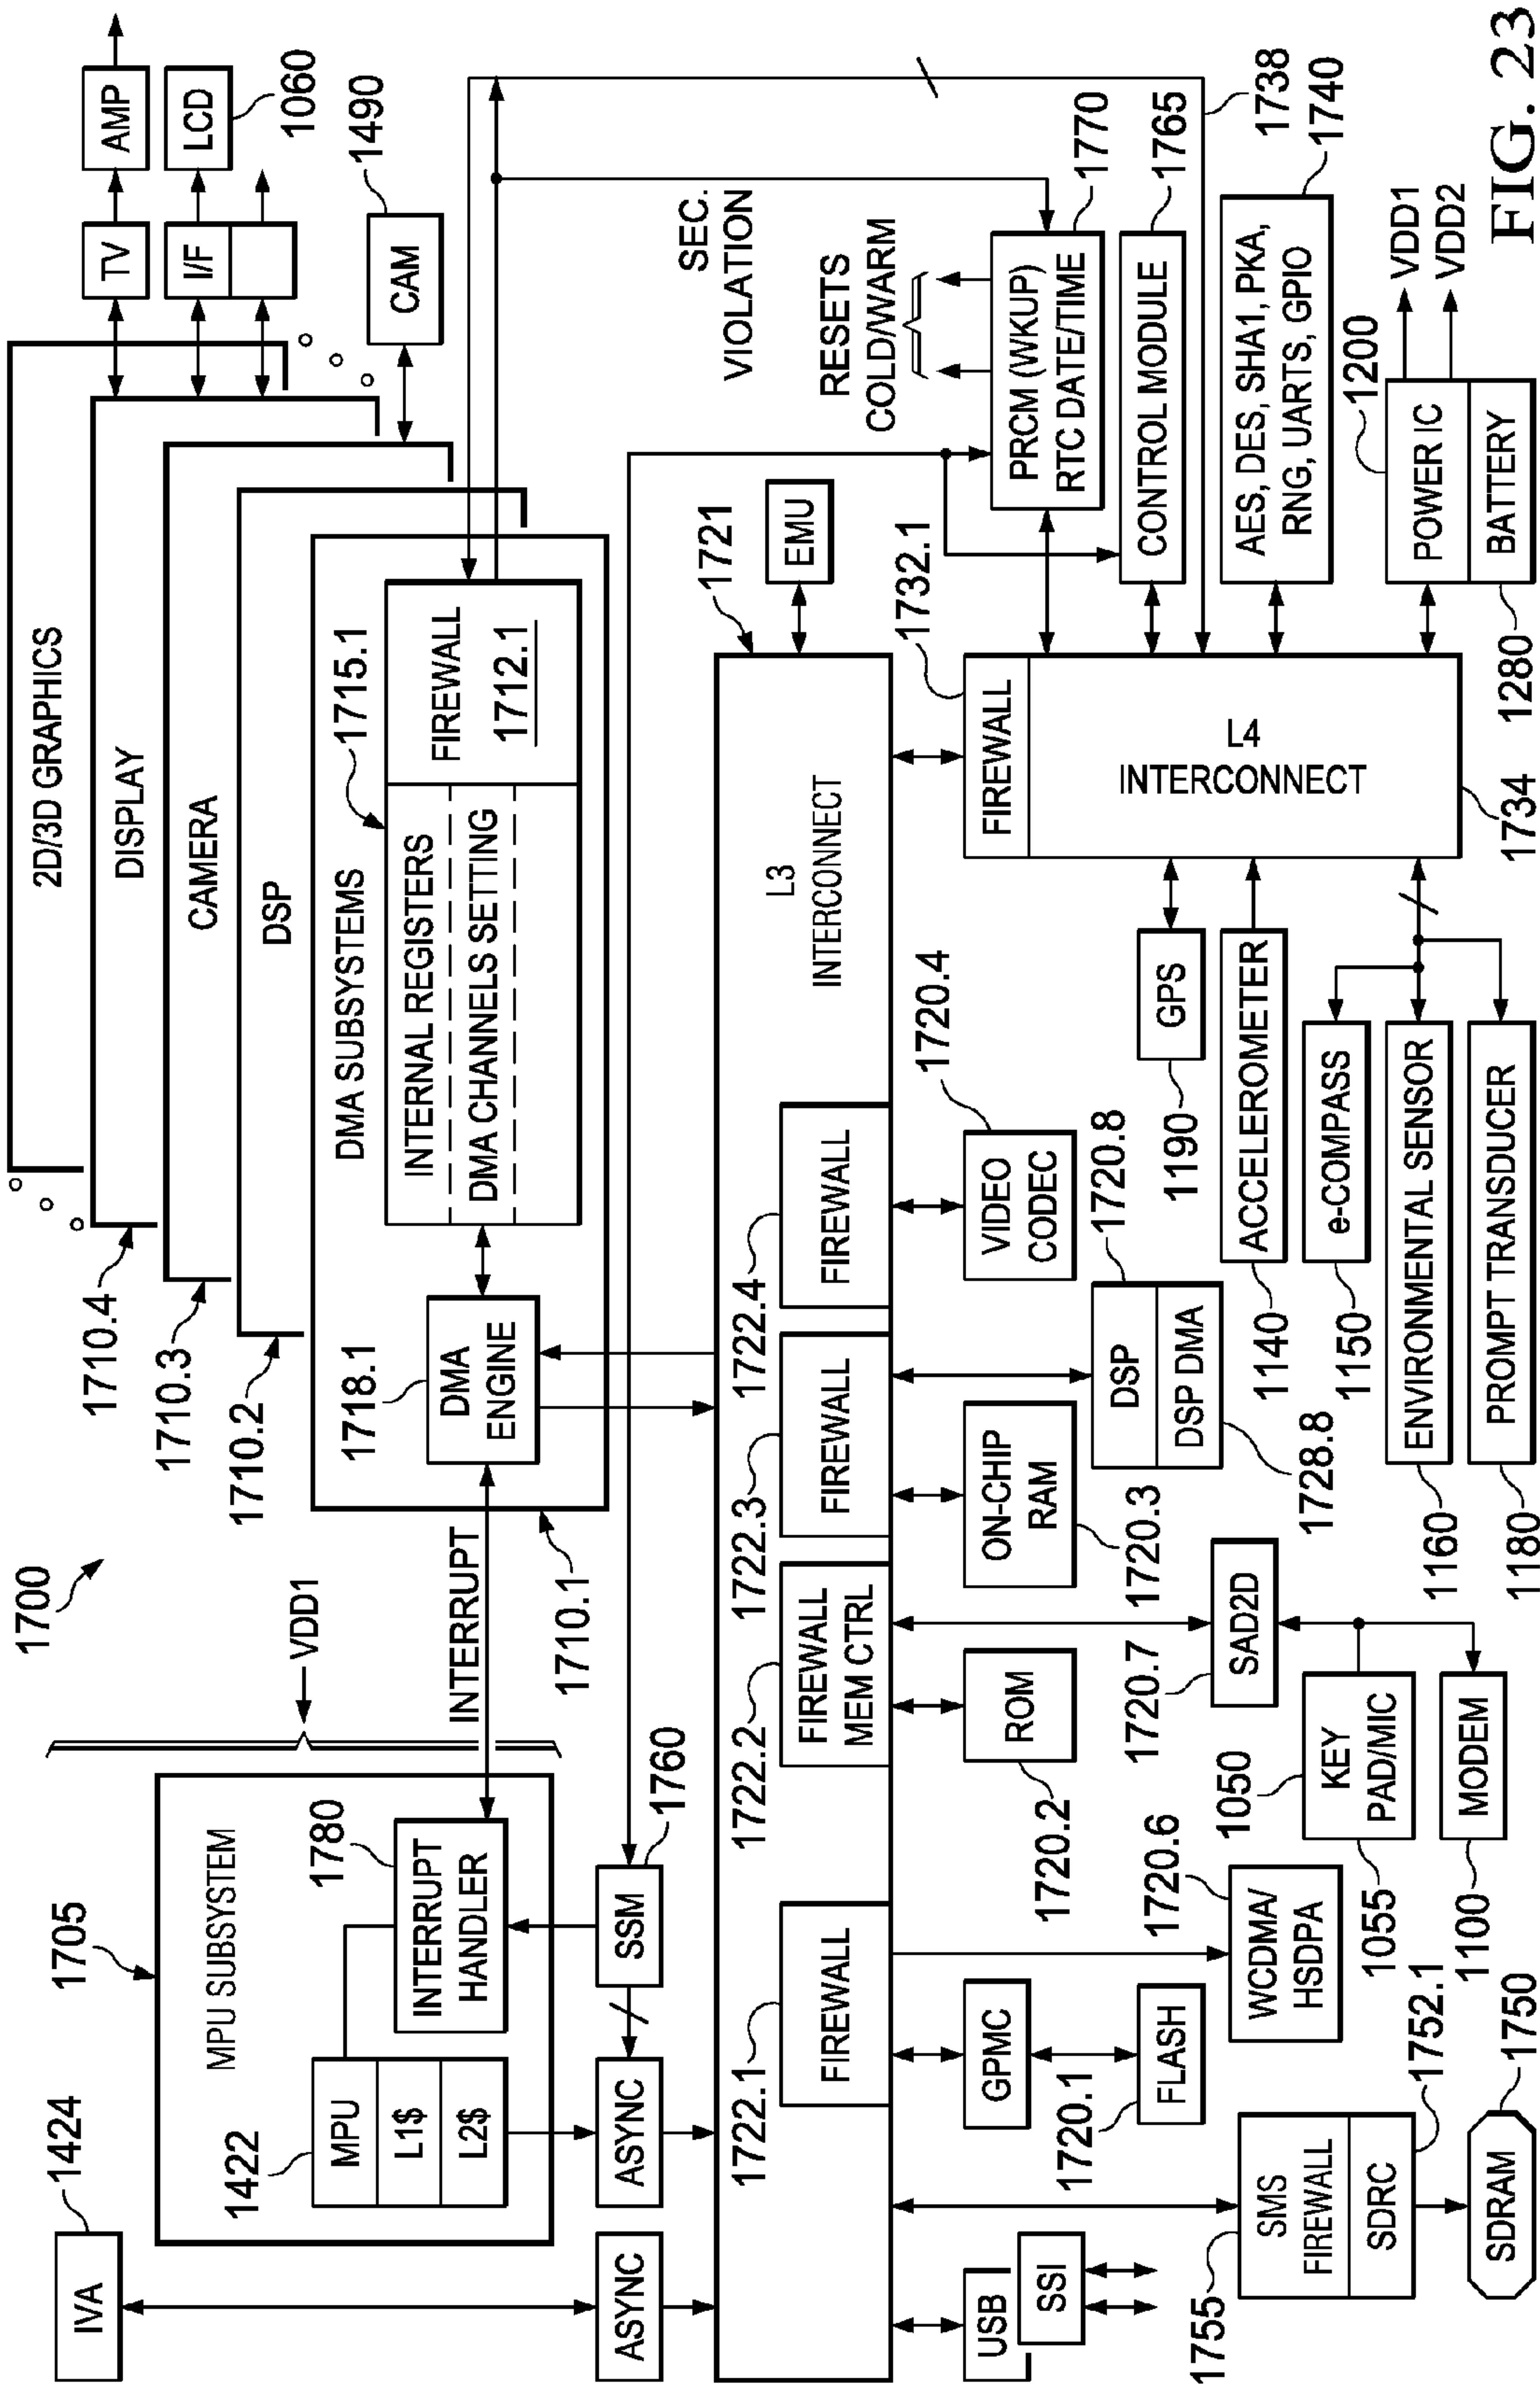 1700
1424
IVA
1705
MPU SUBSYSTEM
1422
MPU
L1$
L2$
1780
INTERRUPT
HANDLER
VDD1
INTERRUPT
ASYNC
ASYNC
SSM
1760
2D/3D GRAPHICS
DISPLAY
CAMERA
DSP
1710.4
1710.3
1710.2
1710.1
DMA SUBSYSTEMS
1715.1
1718.1
DMA
ENGINE
INTERNAL REGISTERS
DMA CHANNELS SETTING
FIREWALL
1712.1
TV
AMP
I/F
LCD
1060
1490
CAM
SEC.
VIOLATION
RESETS
COLD/WARM
1721
EMU
L3
INTERCONNECT
1722.1
FIREWALL
1722.2
FIREWALL
MEM CTRL
1722.3
FIREWALL
1722.4
FIREWALL
USB
SSI
GPMC
FLASH
1720.1
1755
SMS
FIREWALL
SDRC
1752.1
SDRAM
1750
WCDMA/
HSDPA
1720.6
ROM
1720.2
1720.7
SAD2D
1050
KEY
PAD/MIC
1055
MODEM
1100
ON-CHIP
RAM
1720.3
DSP
DSP DMA
1720.8
1728.8
VIDEO
CODEC
1720.4
1732.1
FIREWALL
L4
INTERCONNECT
1734
GPS
1190
ACCELEROMETER
1140
e-COMPASS
1150
ENVIRONMENTAL SENSOR
1160
PROMPT TRANSDUCER
1180
PRCM (WKUP)
RTC DATE/TIME
1770
CONTROL MODULE
1765
1738
AES, DES, SHA1, PKA,
RNG, UARTS, GPIO
1740
1200
POWER IC
BATTERY
1280
VDD1
VDD2
FIG. 23